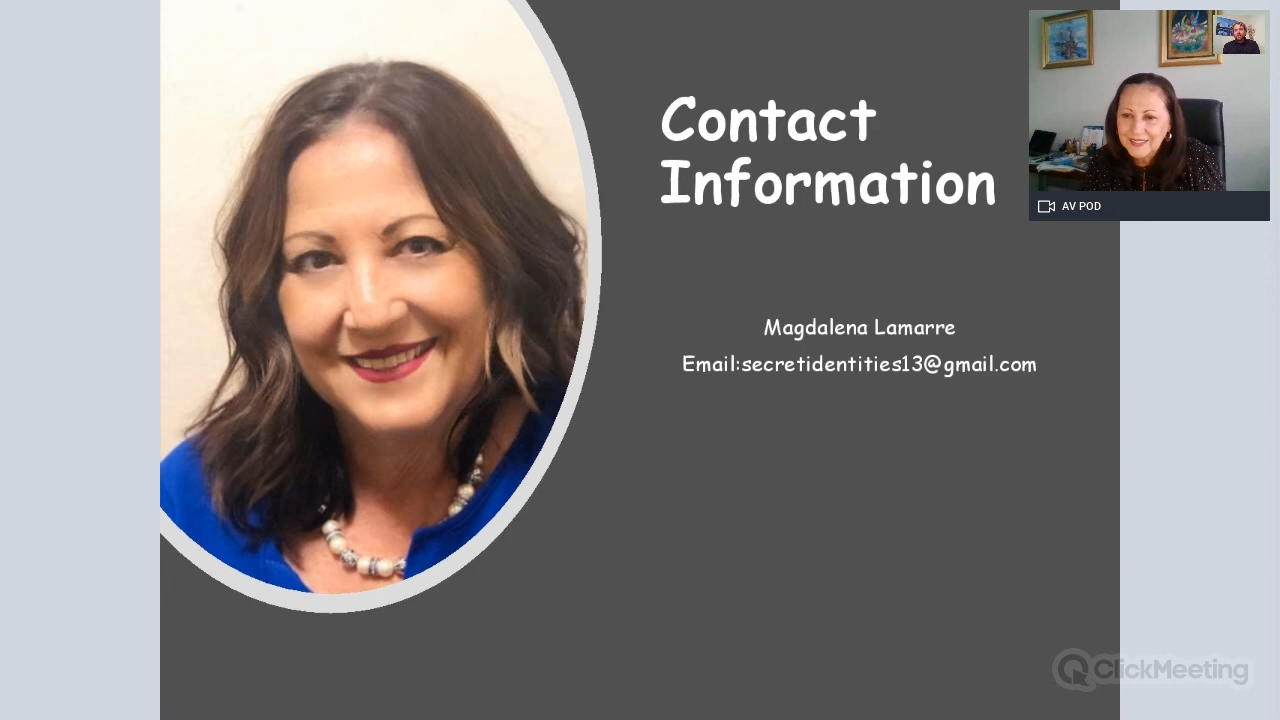 Contact
Information
AV POD
Magdalena Lamarre
Email:secretidentities13@gmail.com
ClickMeeting